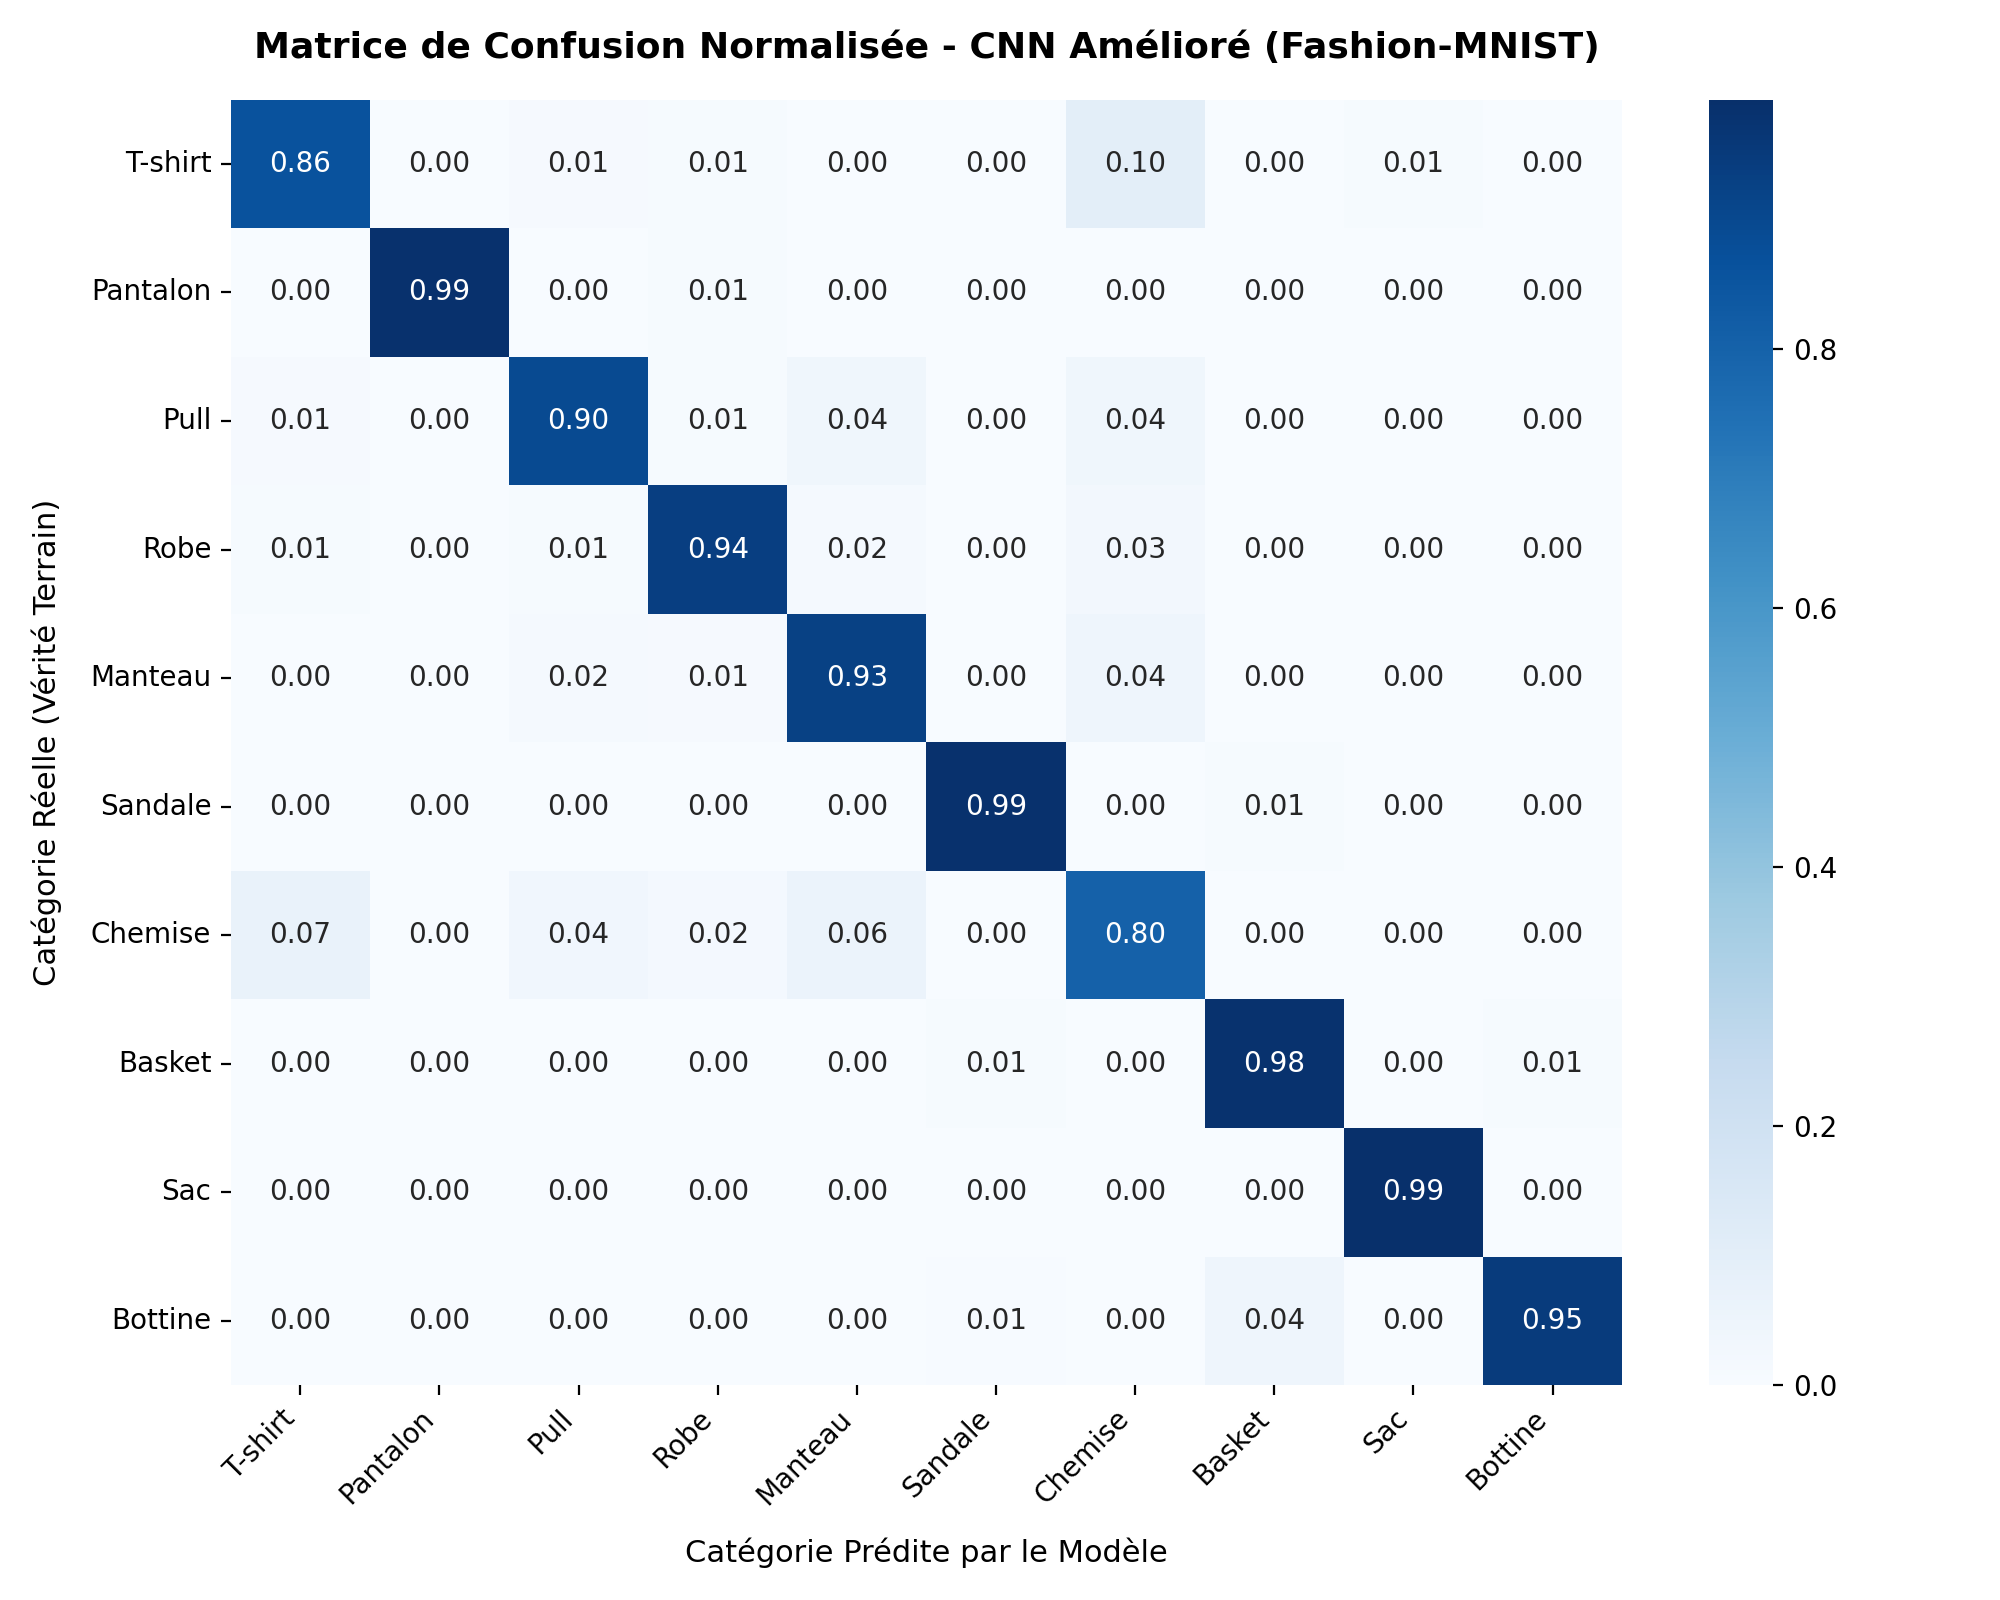 Matrice de Confusion Normalisée - CNN Amélioré (Fashion-MNIST)
Catégorie Réelle (Vérité Terrain)
T-shirt 0.86 0.00 0.01 0.01 0.00 0.00 0.10 0.00 0.01 0.00
Pantalon 0.00 0.99 0.00 0.01 0.00 0.00 0.00 0.00 0.00 0.00
Pull 0.01 0.00 0.90 0.01 0.04 0.00 0.04 0.00 0.00 0.00
Robe 0.01 0.00 0.01 0.94 0.02 0.00 0.03 0.00 0.00 0.00
Manteau 0.00 0.00 0.02 0.01 0.93 0.00 0.04 0.00 0.00 0.00
Sandale 0.00 0.00 0.00 0.00 0.00 0.99 0.00 0.01 0.00 0.00
Chemise 0.07 0.00 0.04 0.02 0.06 0.00 0.80 0.00 0.00 0.00
Basket 0.00 0.00 0.00 0.00 0.00 0.01 0.00 0.98 0.00 0.01
Sac 0.00 0.00 0.00 0.00 0.00 0.00 0.00 0.00 0.99 0.00
Bottine 0.00 0.00 0.00 0.00 0.00 0.01 0.00 0.04 0.00 0.95
T-shirt Pantalon Pull Robe Manteau Sandale Chemise Basket Sac Bottine
Catégorie Prédite par le Modèle
0.8
0.6
0.4
0.2
0.0